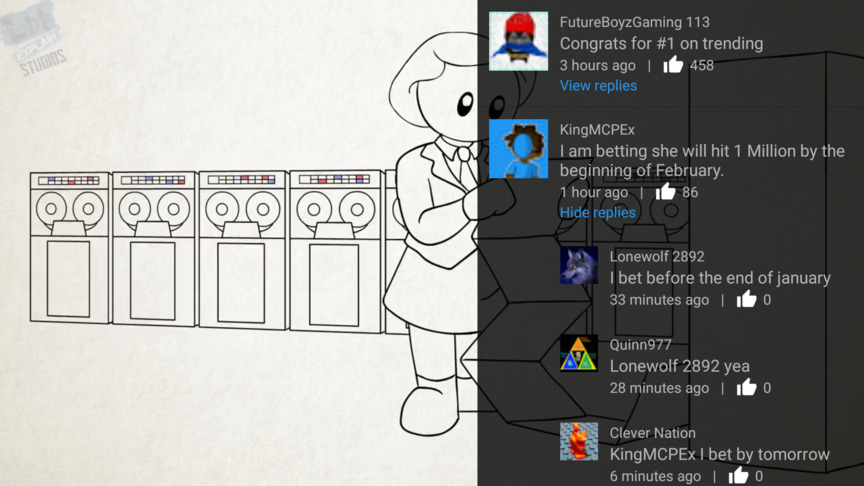 EXPLAINS
STUDIOS
FutureBoyzGaming 113
Congrats for #1 on trending
3 hours ago | 458
View replies
KingMCPEx
I am betting she will hit 1 Million by the
beginning of February.
1 hour ago | 86
Hide replies
Lonewolf 2892
I bet before the end of january
33 minutes ago | 0
Quinn977
Lonewolf 2892 yea
28 minutes ago | 0
Clever Nation
KingMCPEx I bet by tomorrow
6 minutes ago | 0